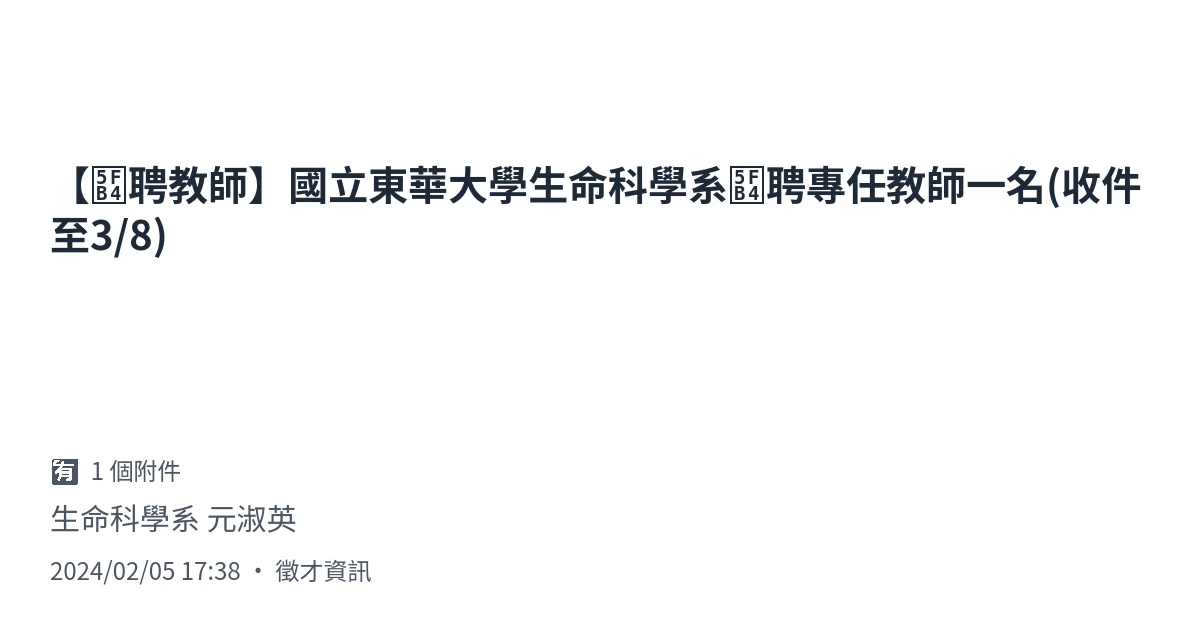 【徴聘教師】國立東華大學生命科學系徴聘專任教師一名(收件
至3/8)
🈶 1 個附件
生命科學系 元淑英
2024/02/05 17:38 • 徵才資訊